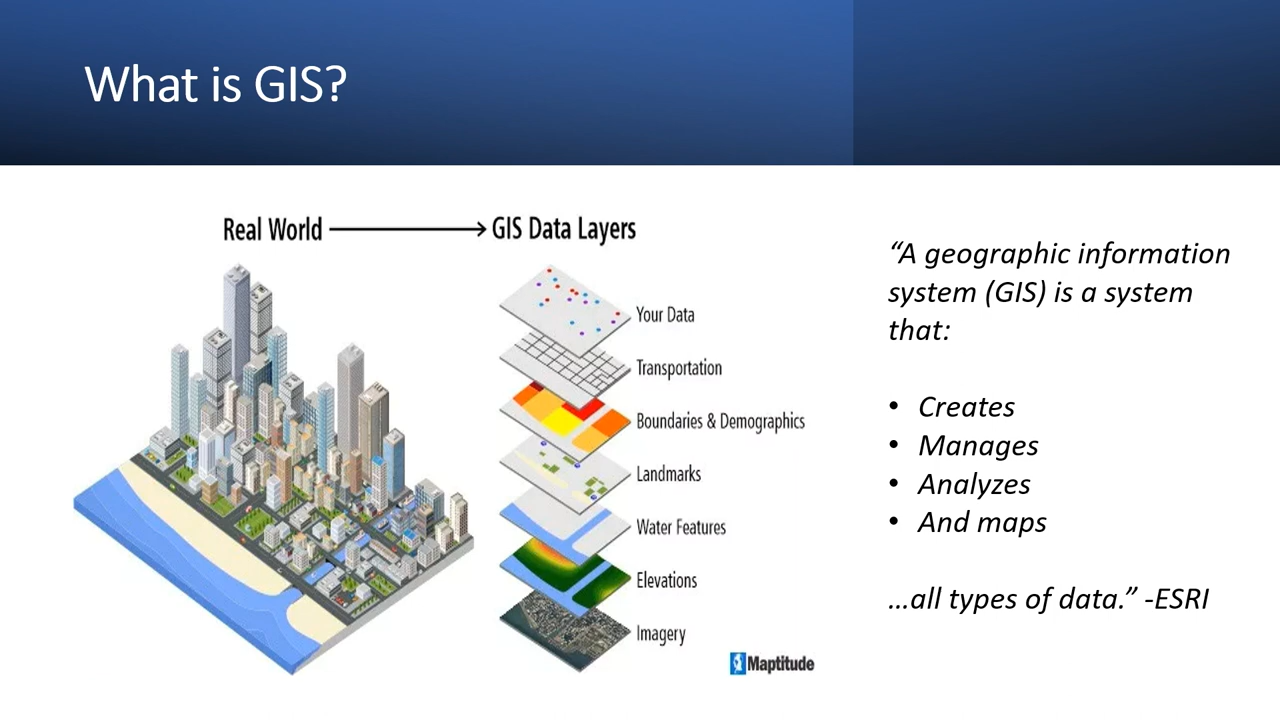 What is GIS?
Real World
GIS Data Layers
Your Data
Transportation
Boundaries & Demographics
Landmarks
Water Features
Elevations
Imagery
Maptitude
“A geographic information
system (GIS) is a system
that:
• Creates
• Manages
• Analyzes
• And maps
…all types of data.” -ESRI